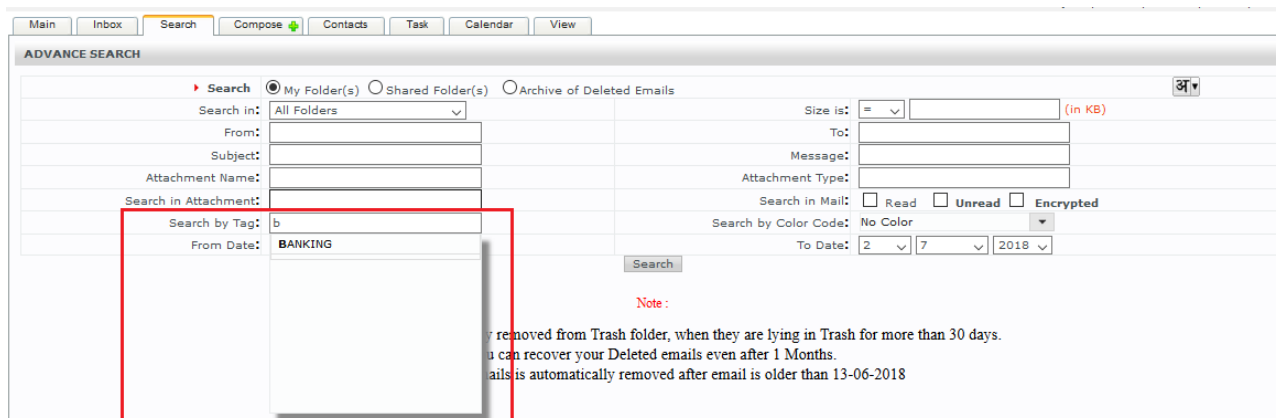 Main Inbox Search Compose Contacts Task Calendar View
ADVANCE SEARCH
Search My Folder(s) Shared Folder(s) Archive of Deleted Emails अ
Search in: All Folders Size is: = (in KB)
From: To:
Subject: Message:
Attachment Name: Attachment Type:
Search in Attachment: Search in Mail: Read Unread Encrypted
Search by Tag: b Search by Color Code: No Color
From Date: BANKING To Date: 2 7 2018
Search
Note :
removed from Trash folder, when they are lying in Trash for more than 30 days.
can recover your Deleted emails even after 1 Months.
is automatically removed after email is older than 13-06-2018